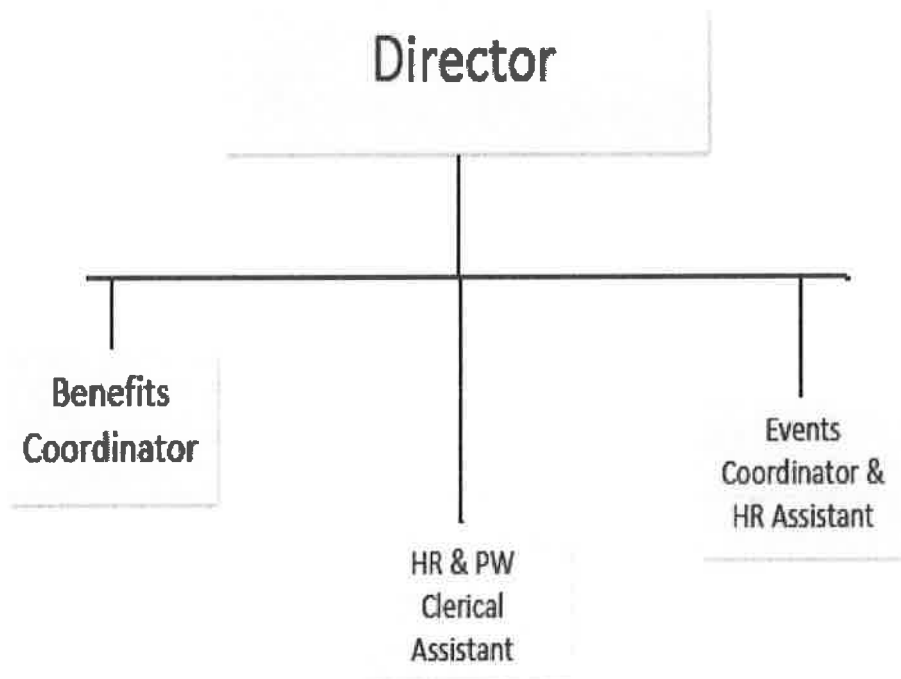 Director
Benefits
Coordinator
Events
Coordinator &
HR Assistant
HR & PW
Clerical
Assistant